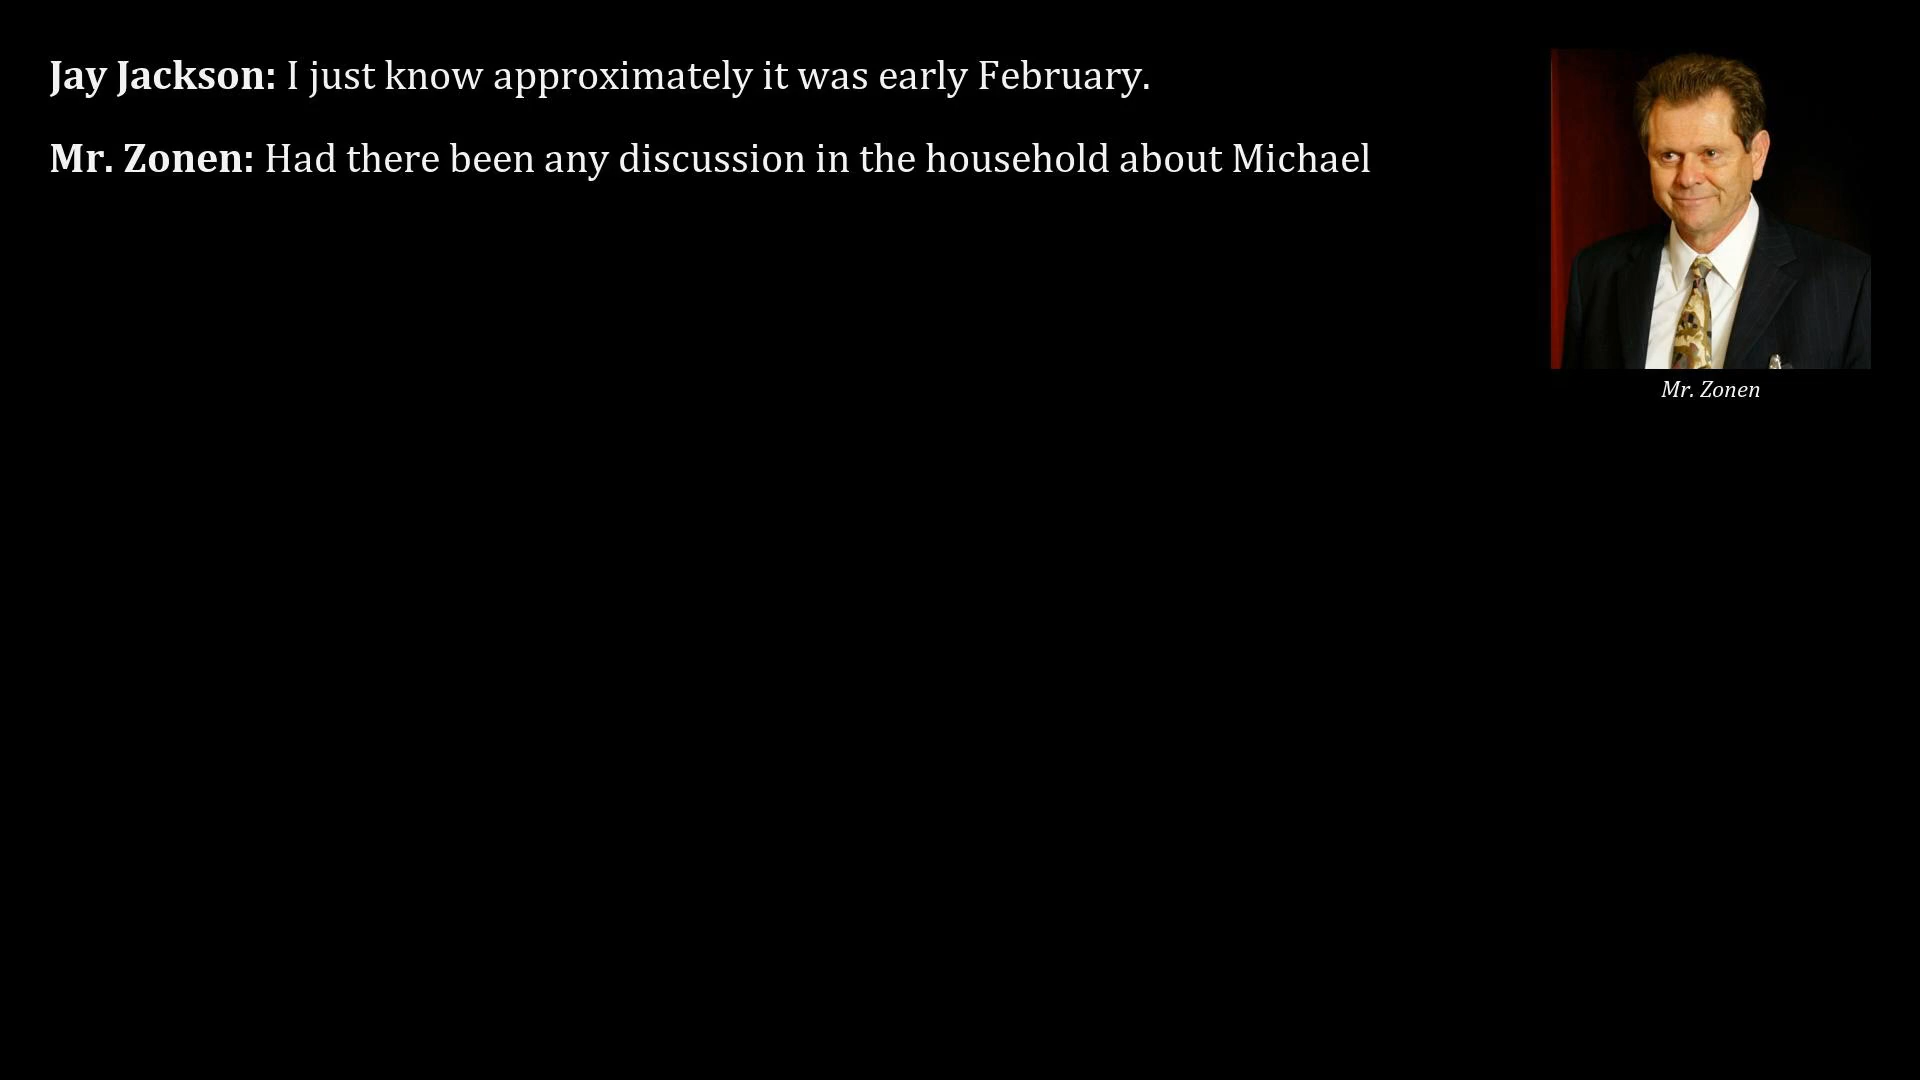 Jay Jackson: I just know approximately it was early February.
Mr. Zonen: Had there been any discussion in the household about Michael
Mr. Zonen